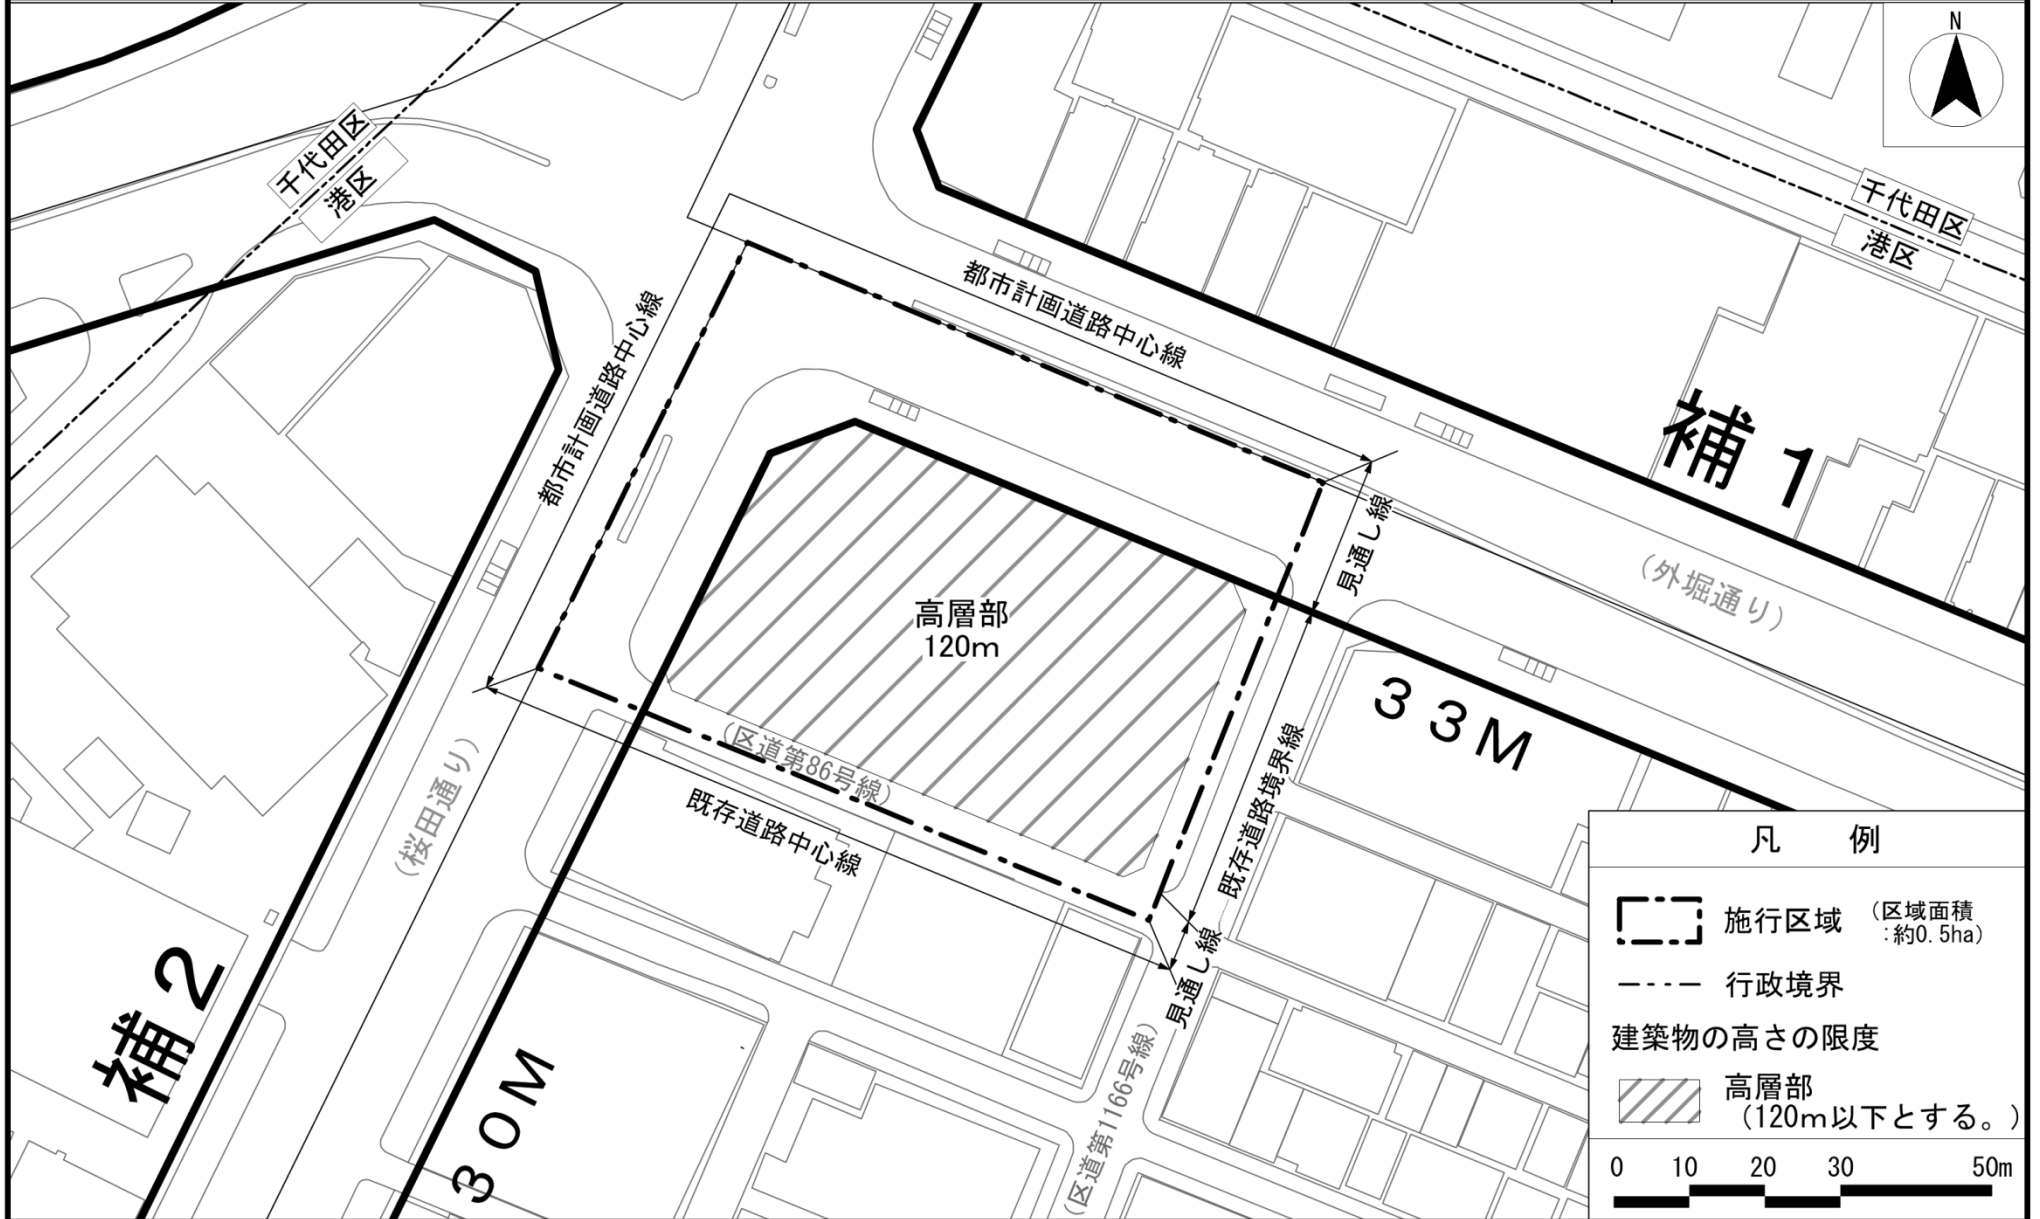 N
千代田区
港区
千代田区
港区
都市計画道路中心線
都市計画道路中心線
補1
見通し線
(外堀通り)
高層部
120m
33M
(区道第86号線)
既存道路境界線
(桜田通り)
既存道路中心線
見通し線
補2
30M
(区道第1166号線)
凡 例
施行区域 (区域面積
:約0.5ha)
行政境界
建築物の高さの限度
高層部
(120m以下とする。)
0 10 20 30 50m